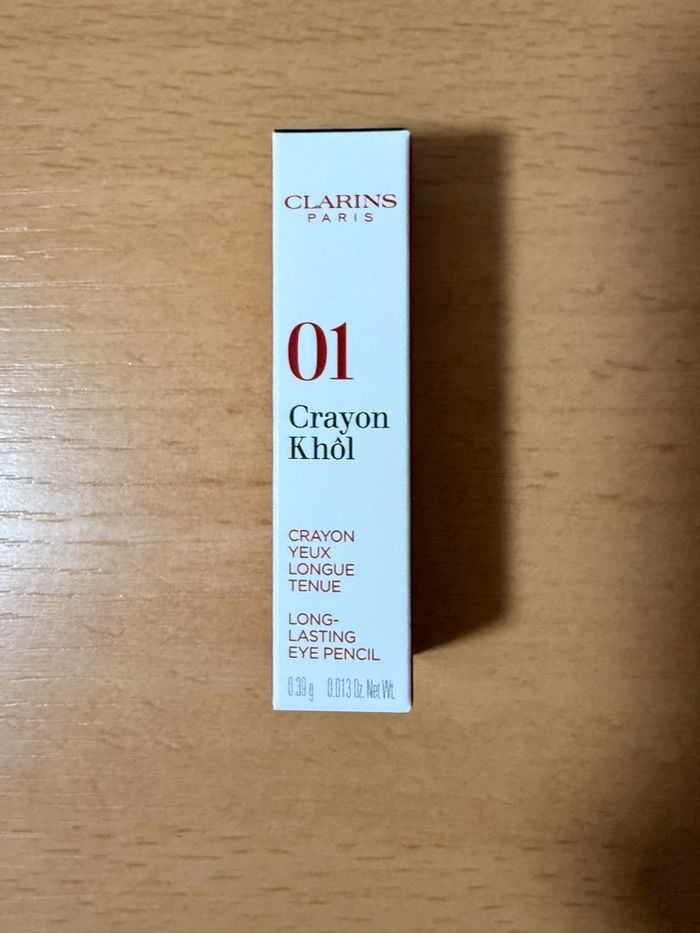 CLARINS
PARIS
01
Crayon
Khôl
CRAYON
YEUX
LONGUE
TENUE
LONG-
LASTING
EYE PENCIL
0.39 g 0.013 Oz. Net Wt.